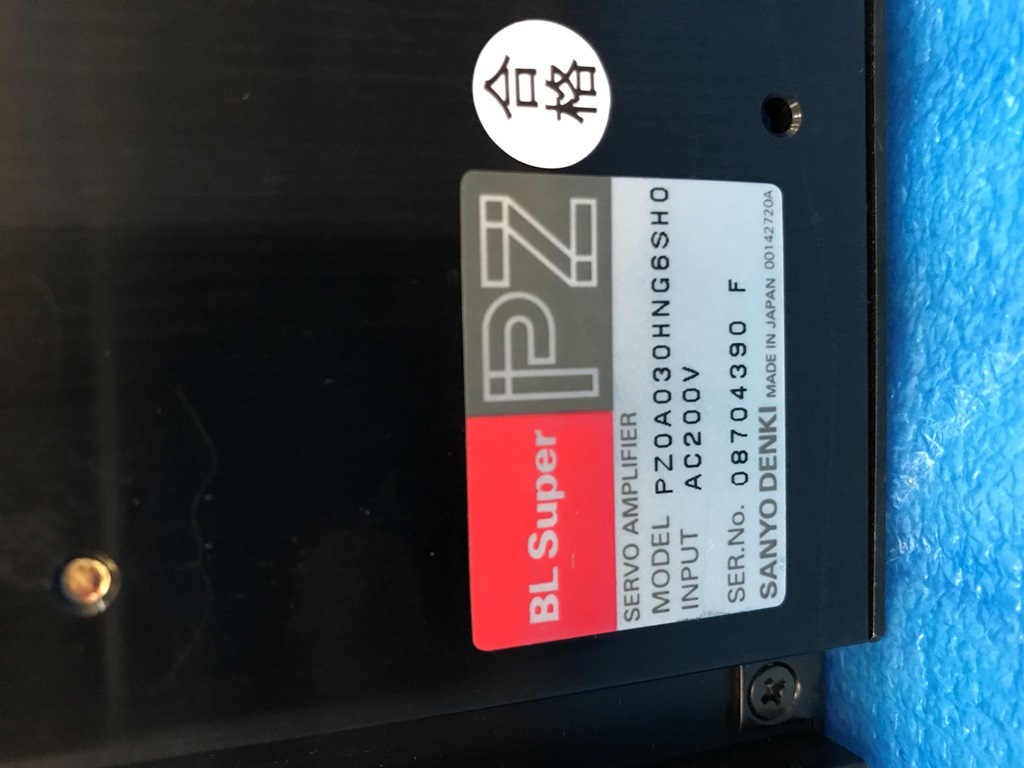 合格
BL Super PZ
SERVO AMPLIFIER
MODEL PZ0A030HNG6SH0
INPUT AC200V
SER.No. 08704390 F
SANYO DENKI MADE IN JAPAN 00142720A